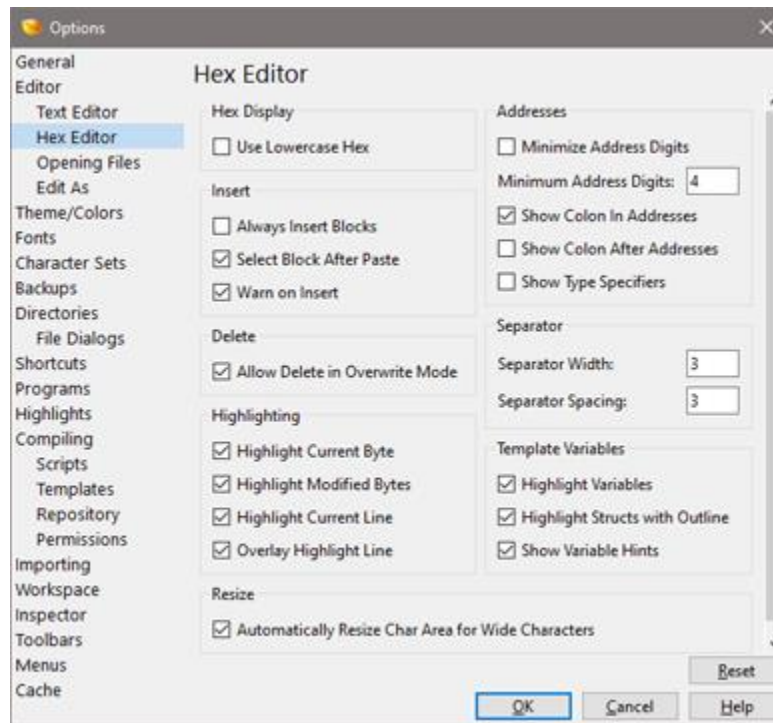 Options
General
Editor
Text Editor
Hex Editor
Opening Files
Edit As
Theme/Colors
Fonts
Character Sets
Backups
Directories
File Dialogs
Shortcuts
Programs
Highlights
Compiling
Scripts
Templates
Repository
Permissions
Importing
Workspace
Inspector
Toolbars
Menus
Cache
Hex Editor
Hex Display
Use Lowercase Hex
Insert
Always Insert Blocks
Select Block After Paste
Warn on Insert
Delete
Allow Delete in Overwrite Mode
Highlighting
Highlight Current Byte
Highlight Modified Bytes
Highlight Current Line
Overlay Highlight Line
Addresses
Minimize Address Digits
Minimum Address Digits: 4
Show Colon In Addresses
Show Colon After Addresses
Show Type Specifiers
Separator
Separator Width: 3
Separator Spacing: 3
Template Variables
Highlight Variables
Highlight Structs with Outline
Show Variable Hints
Resize
Automatically Resize Char Area for Wide Characters
Reset
OK Cancel Help